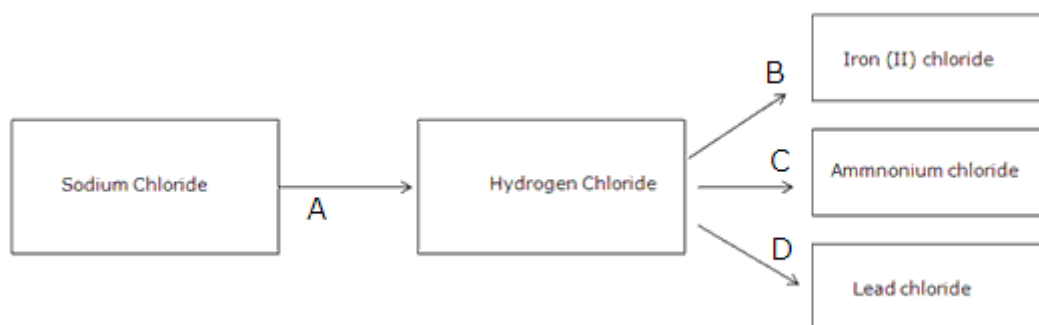 B
Iron (II) chloride
Sodium Chloride
A
Hydrogen Chloride
C
Ammnonium chloride
D
Lead chloride